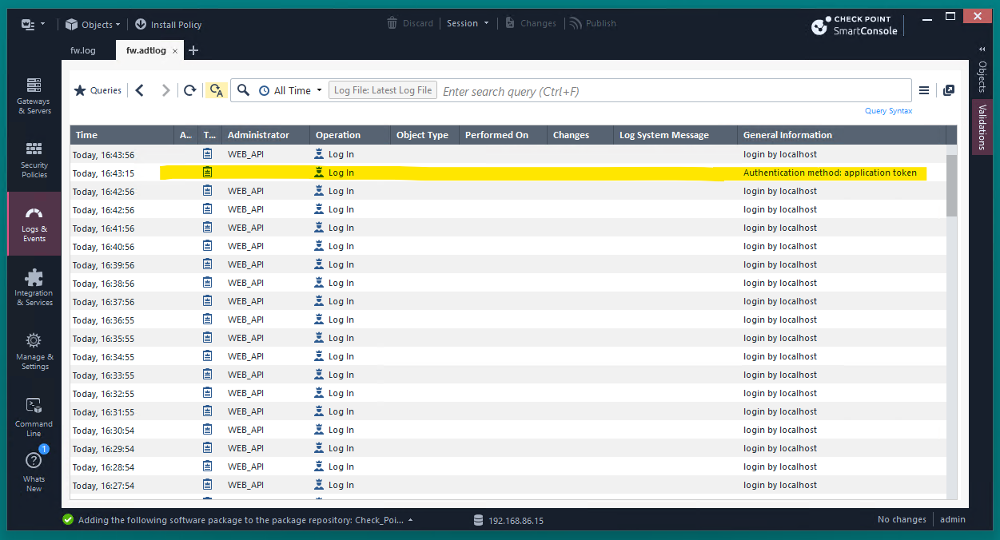 Objects
Install Policy
Discard
Session
Changes
Publish
CHECK POINT
SmartConsole
fw.log
fw.adtlog
Gateways
& Servers
Security
Policies
Logs &
Events
Integration
& Services
Manage &
Settings
Command
Line
1
Whats
New
Queries
All Time
Log File: Latest Log File
Enter search query (Ctrl+F)
Query Syntax
Time A... T... Administrator Operation Object Type Performed On Changes Log System Message General Information
Today, 16:43:56 WEB_API Log In login by localhost
Today, 16:43:15 Log In Authentication method: application token
Today, 16:42:56 WEB_API Log In login by localhost
Today, 16:42:56 WEB_API Log In login by localhost
Today, 16:41:56 WEB_API Log In login by localhost
Today, 16:40:56 WEB_API Log In login by localhost
Today, 16:39:56 WEB_API Log In login by localhost
Today, 16:38:56 WEB_API Log In login by localhost
Today, 16:37:56 WEB_API Log In login by localhost
Today, 16:36:55 WEB_API Log In login by localhost
Today, 16:35:55 WEB_API Log In login by localhost
Today, 16:34:55 WEB_API Log In login by localhost
Today, 16:33:55 WEB_API Log In login by localhost
Today, 16:32:55 WEB_API Log In login by localhost
Today, 16:31:55 WEB_API Log In login by localhost
Today, 16:30:54 WEB_API Log In login by localhost
Today, 16:29:54 WEB_API Log In login by localhost
Today, 16:28:54 WEB_API Log In login by localhost
Today, 16:27:54 WEB_API Log In login by localhost
Objects
Validations
Adding the following software package to the package repository: Check_Poi...
192.168.86.15
No changes
admin